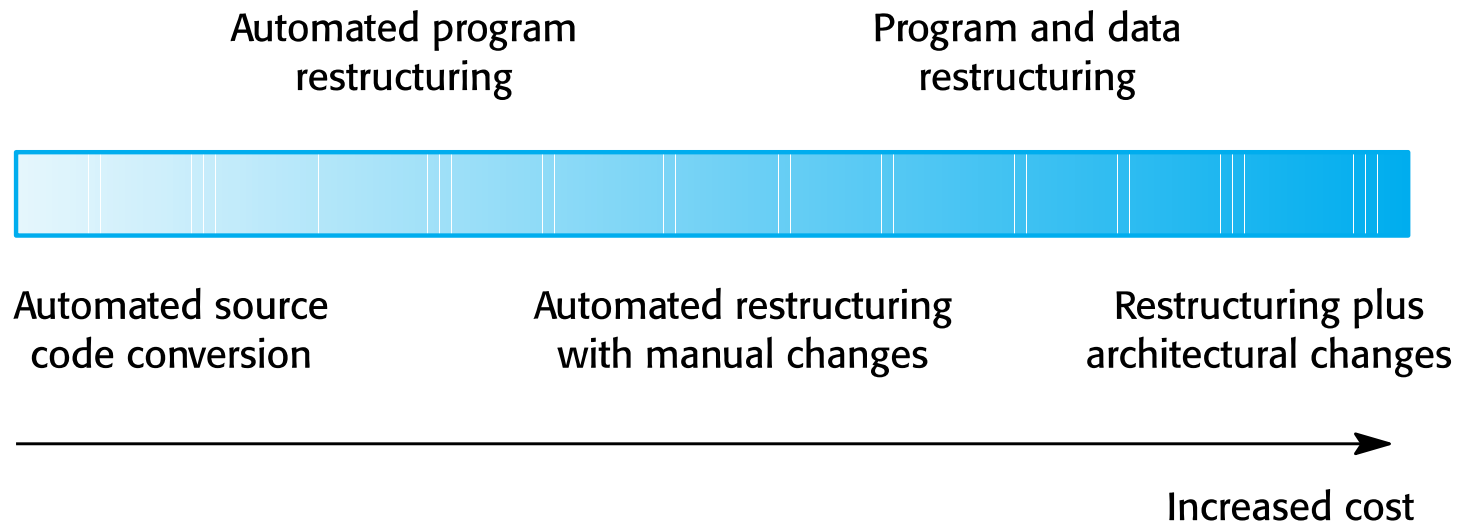 Automated program
restructuring
Program and data
restructuring
Automated source
code conversion
Automated restructuring
with manual changes
Restructuring plus
architectural changes
Increased cost